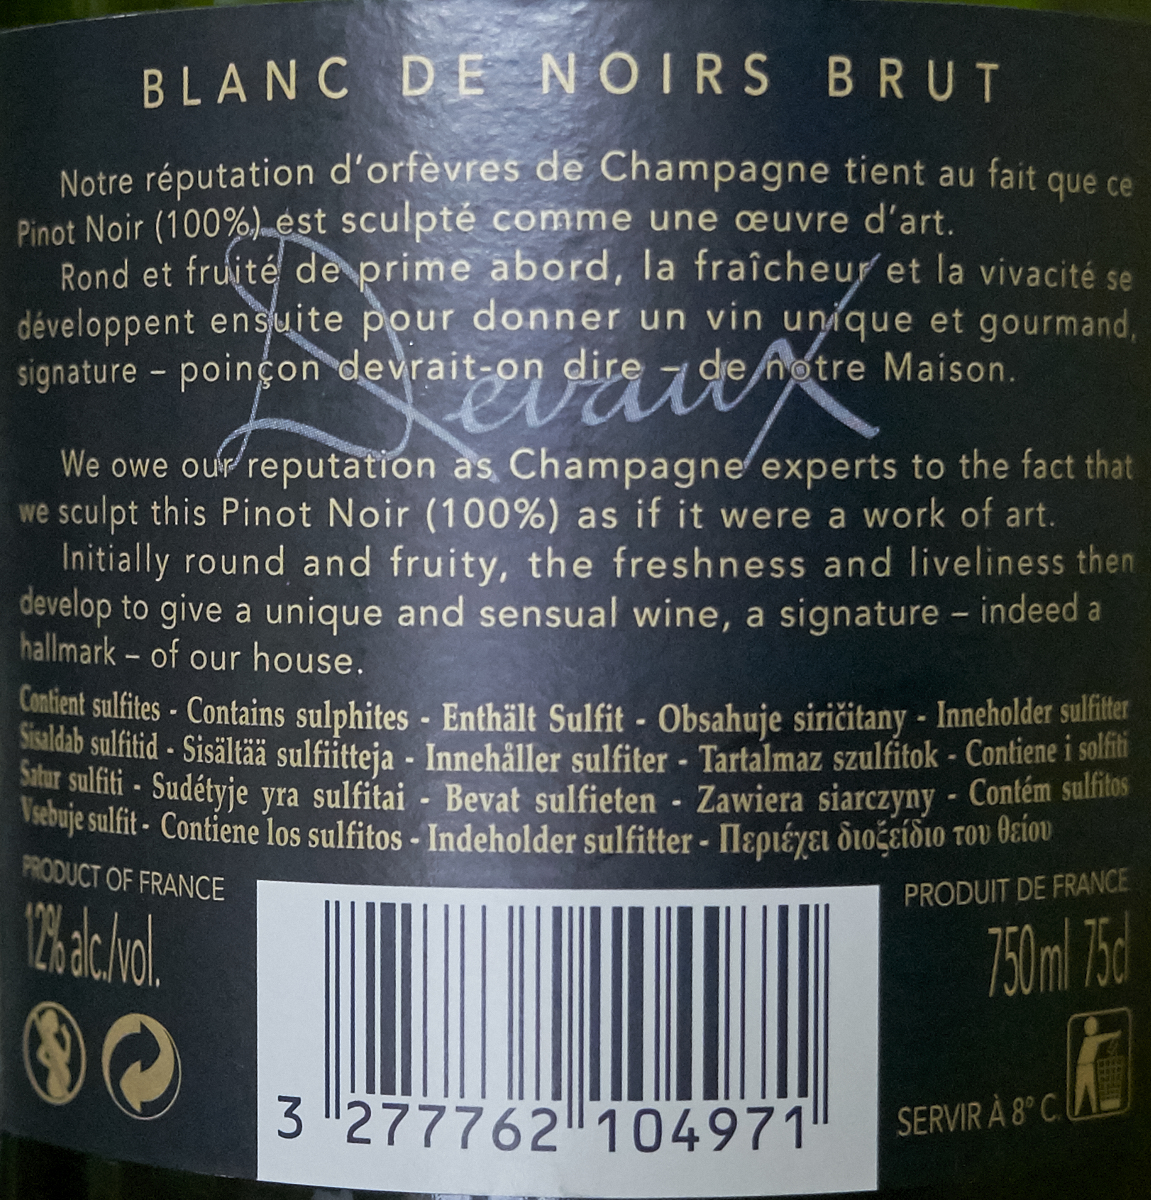 BLANC DE NOIRS BRUT
Notre réputation d'orfèvres de Champagne tient au fait que ce
Pinot Noir (100%) est sculpté comme une œuvre d'art.
Rond et fruité de prime abord, la fraîcheur et la vivacité se
développent ensuite pour donner un vin unique et gourmand,
signature – poinçon devrait-on dire – de notre Maison.
Devaux
We owe our reputation as Champagne experts to the fact that
we sculpt this Pinot Noir (100%) as if it were a work of art.
Initially round and fruity, the freshness and liveliness then
develop to give a unique and sensual wine, a signature – indeed a
hallmark – of our house.
Contient sulfites - Contains sulphites - Enthält Sulfit - Obsahuje siričitany - Inneholder sulfitter
Sisaldab sulfitid - Sisältää sulfiitteja - Innehåller sulfiter - Tartalmaz szulfitok - Contiene i solfiti
Satur sulfiti - Sudétyje yra sulfitai - Bevat sulfieten - Zawiera siarczyny - Contém sulfitos
Vsebuje sulfit - Contiene los sulfitos - Indeholder sulfitter - Περιέχει διοξείδιο του θείου
PRODUCT OF FRANCE
12% alc./vol.
PRODUIT DE FRANCE
750ml 75cl
SERVIR À 8° C.
3 277762 104971